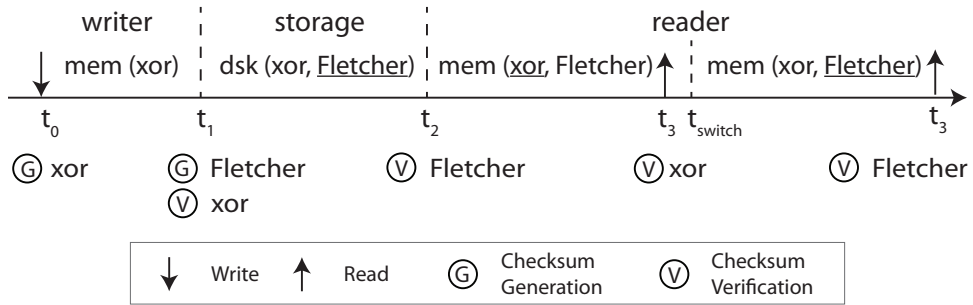 writer storage reader
mem (xor) dsk (xor, Fletcher) mem (xor, Fletcher) mem (xor, Fletcher)
t0 t1 t2 t3 tswitch t3
G xor G Fletcher V Fletcher V xor V Fletcher
V xor
Write Read G Checksum Generation V Checksum Verification